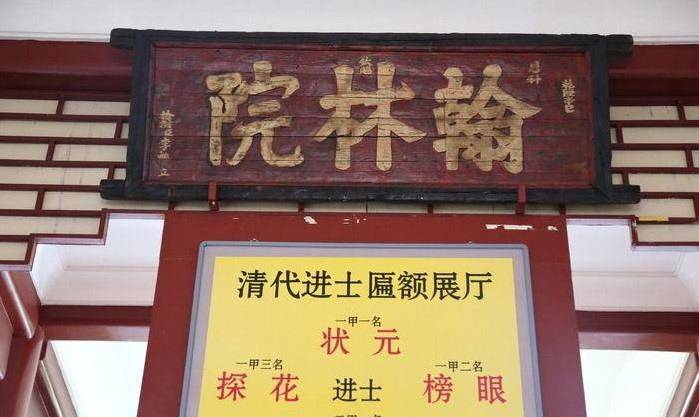 翰林院
清代进士匾额展厅
一甲一名
状元
一甲三名 一甲二名
探花 进士 榜眼